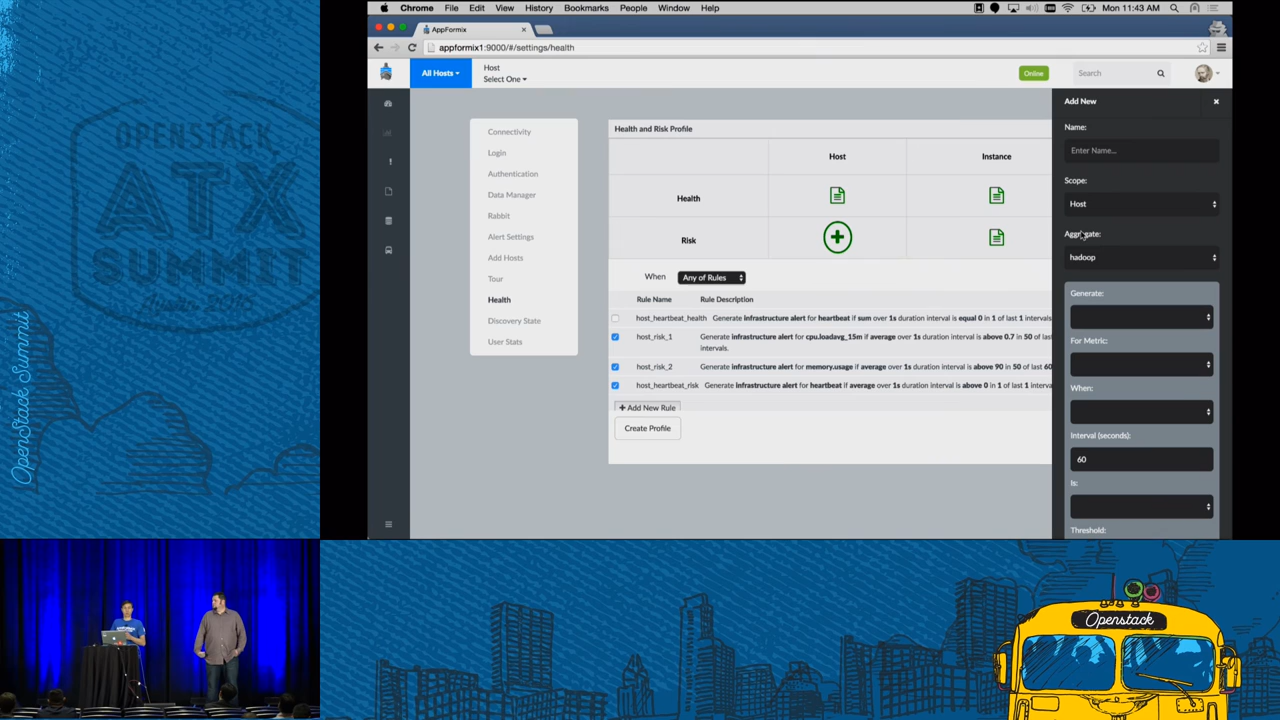 Chrome File Edit View History Bookmarks People Window Help
Mon 11:43 AM
AppFormix
appformix1:9000/#/settings/health
All Hosts
Host
Select One
Online
Search
Connectivity
Login
Authentication
Data Manager
Rabbit
Alert Settings
Add Hosts
Tour
Health
Discovery State
User Stats
Health and Risk Profile
Host
Instance
Health
Risk
When
Any of Rules
Rule Name
Rule Description
host_heartbeat_health
Generate infrastructure alert for heartbeat if sum over 1s duration interval is equal 0 in 1 of last 1 intervals
host_risk_1
Generate infrastructure alert for cpu.loadavg_15m if average over 1s duration interval is above 0.7 in 50 of last
intervals.
host_risk_2
Generate infrastructure alert for memory.usage if average over 1s duration interval is above 90 in 50 of last 60
host_heartbeat_risk
Generate infrastructure alert for heartbeat if average over 1s duration interval is above 0 in 1 of last 1 interva
+ Add New Rule
Create Profile
Add New
Name:
Enter Name...
Scope:
Host
Aggregate:
hadoop
Generate:
For Metric:
When:
Interval (seconds):
60
Is:
Threshold:
OPENSTACK
ATX
SUMMIT
Austin
OpenStack Summit
Openstack